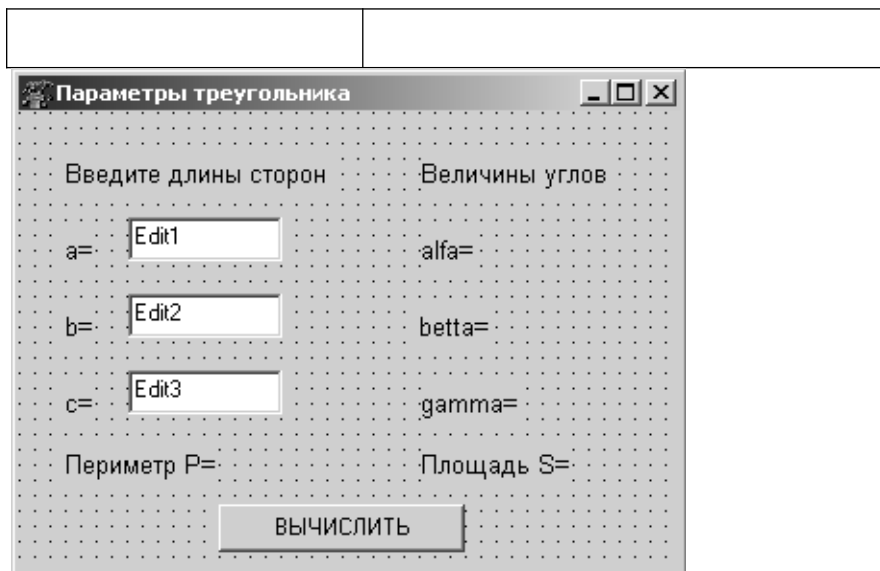 Параметры треугольника
Введите длины сторон Величины углов
a= Edit1 alfa=
b= Edit2 betta=
c= Edit3 gamma=
Периметр P= Площадь S=
ВЫЧИСЛИТЬ